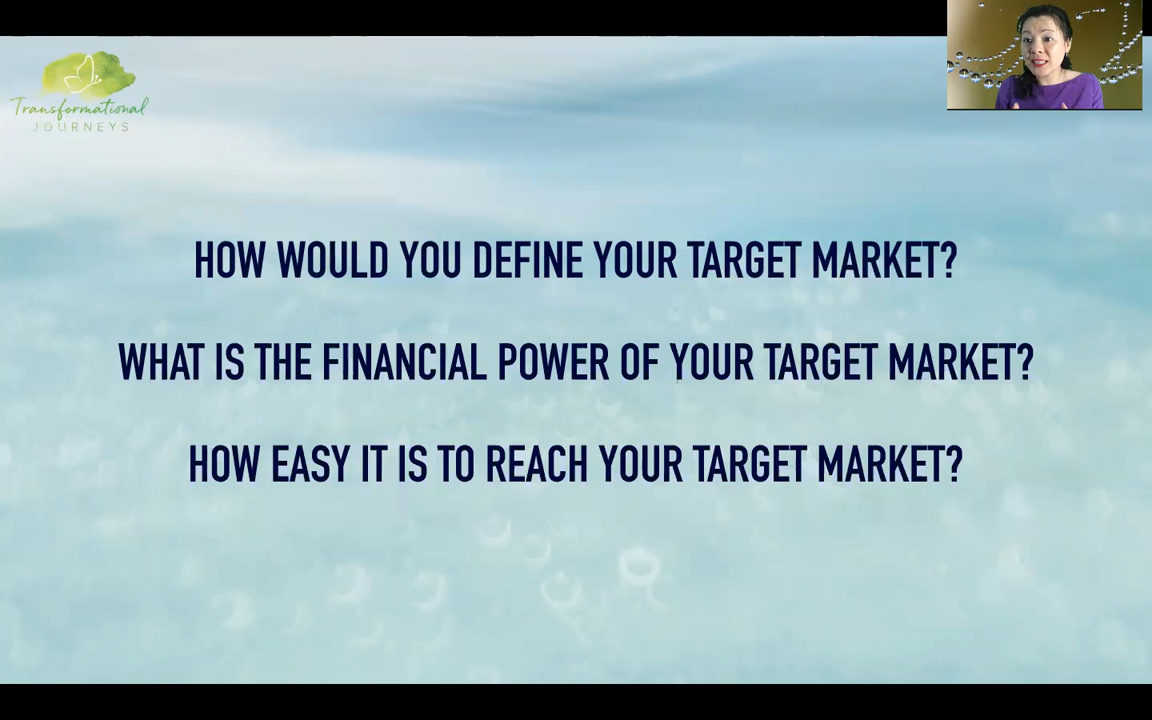 Transformational
JOURNEYS
HOW WOULD YOU DEFINE YOUR TARGET MARKET?
WHAT IS THE FINANCIAL POWER OF YOUR TARGET MARKET?
HOW EASY IT IS TO REACH YOUR TARGET MARKET?